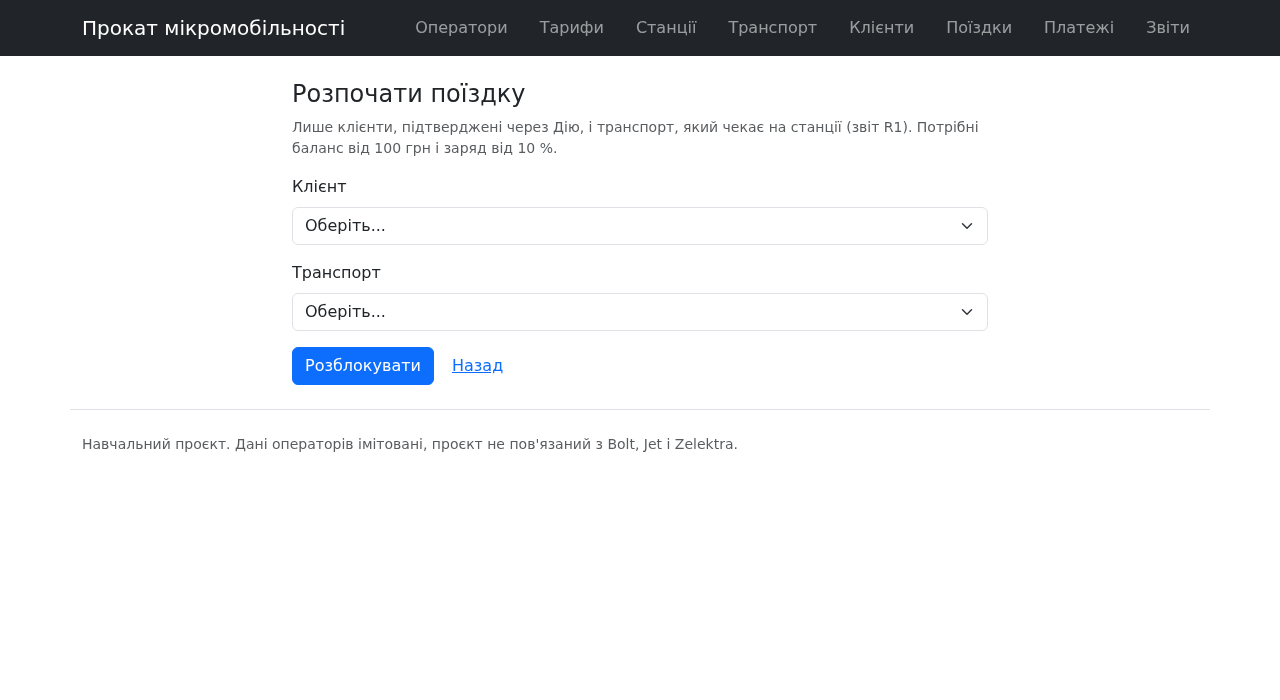 Прокат мікромобільності Оператори Тарифи Станції Транспорт Клієнти Поїздки Платежі Звіти
Розпочати поїздку
Лише клієнти, підтверджені через Дію, і транспорт, який чекає на станції (звіт R1). Потрібні
баланс від 100 грн і заряд від 10 %.
Клієнт
Оберіть...
Транспорт
Оберіть...
Розблокувати Назад
Навчальний проєкт. Дані операторів імітовані, проєкт не пов'язаний з Bolt, Jet і Zelektra.